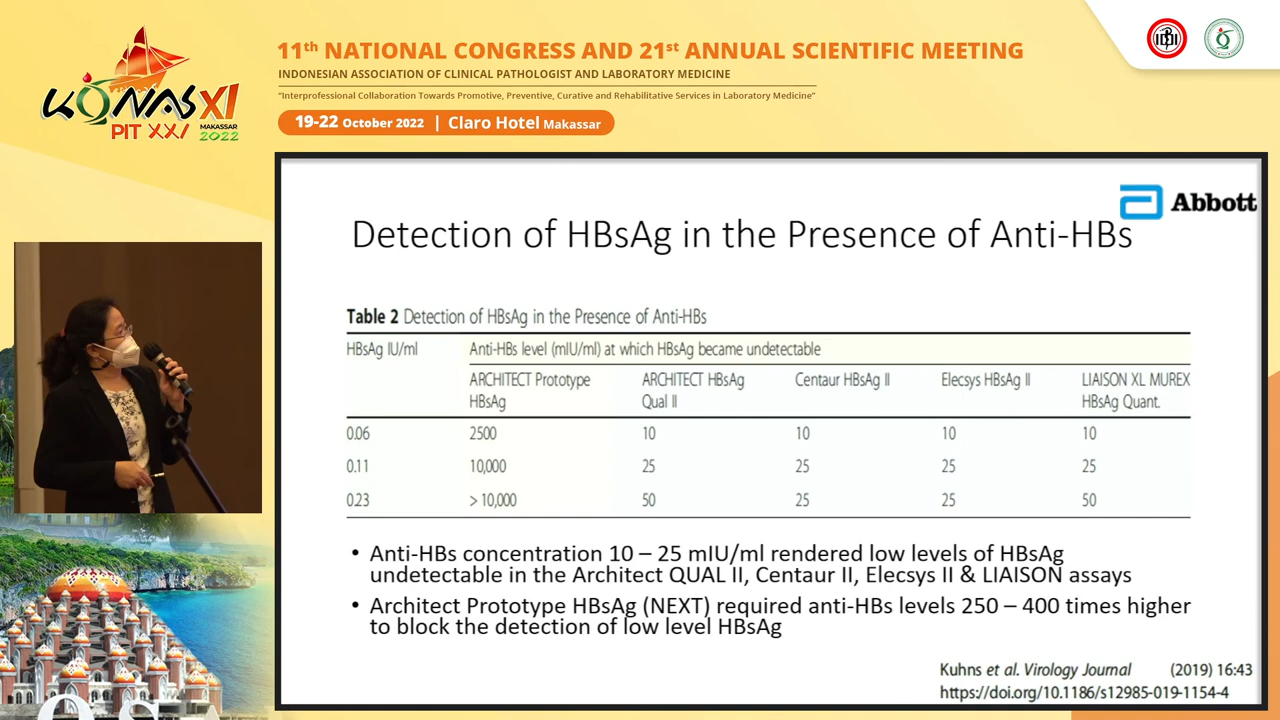 KONAS XI
PIT XXI
MAKASSAR
2022
11th NATIONAL CONGRESS AND 21st ANNUAL SCIENTIFIC MEETING
INDONESIAN ASSOCIATION OF CLINICAL PATHOLOGIST AND LABORATORY MEDICINE
"Interprofessional Collaboration Towards Promotive, Preventive, Curative and Rehabilitative Services in Laboratory Medicine"
19-22 October 2022 | Claro Hotel Makassar
Abbott
Detection of HBsAg in the Presence of Anti-HBs
Table 2 Detection of HBsAg in the Presence of Anti-HBs
HBsAg IU/ml Anti-HBs level (mIU/ml) at which HBsAg became undetectable
ARCHITECT Prototype ARCHITECT HBsAg Centaur HBsAg II Elecsys HBsAg II LIAISON XL MUREX
HBsAg Qual II HBsAg Quant.
0.06 2500 10 10 10 10
0.11 10,000 25 25 25 25
0.23 > 10,000 50 25 25 50
• Anti-HBs concentration 10 – 25 mIU/ml rendered low levels of HBsAg
undetectable in the Architect QUAL II, Centaur II, Elecsys II & LIAISON assays
• Architect Prototype HBsAg (NEXT) required anti-HBs levels 250 – 400 times higher
to block the detection of low level HBsAg
Kuhns et al. Virology Journal (2019) 16:43
https://doi.org/10.1186/s12985-019-1154-4